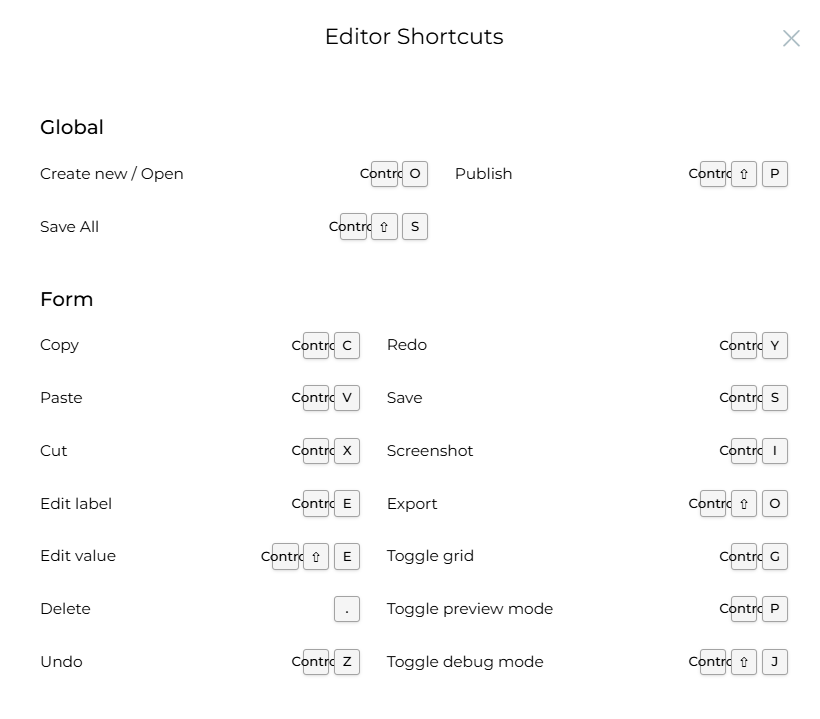 Editor Shortcuts
Global
Create new / Open Contro O Publish Contro ⇧ P
Save All Contro ⇧ S
Form
Copy Contro C Redo Contro Y
Paste Contro V Save Contro S
Cut Contro X Screenshot Contro I
Edit label Contro E Export Contro ⇧ O
Edit value Contro ⇧ E Toggle grid Contro G
Delete . Toggle preview mode Contro P
Undo Contro Z Toggle debug mode Contro ⇧ J